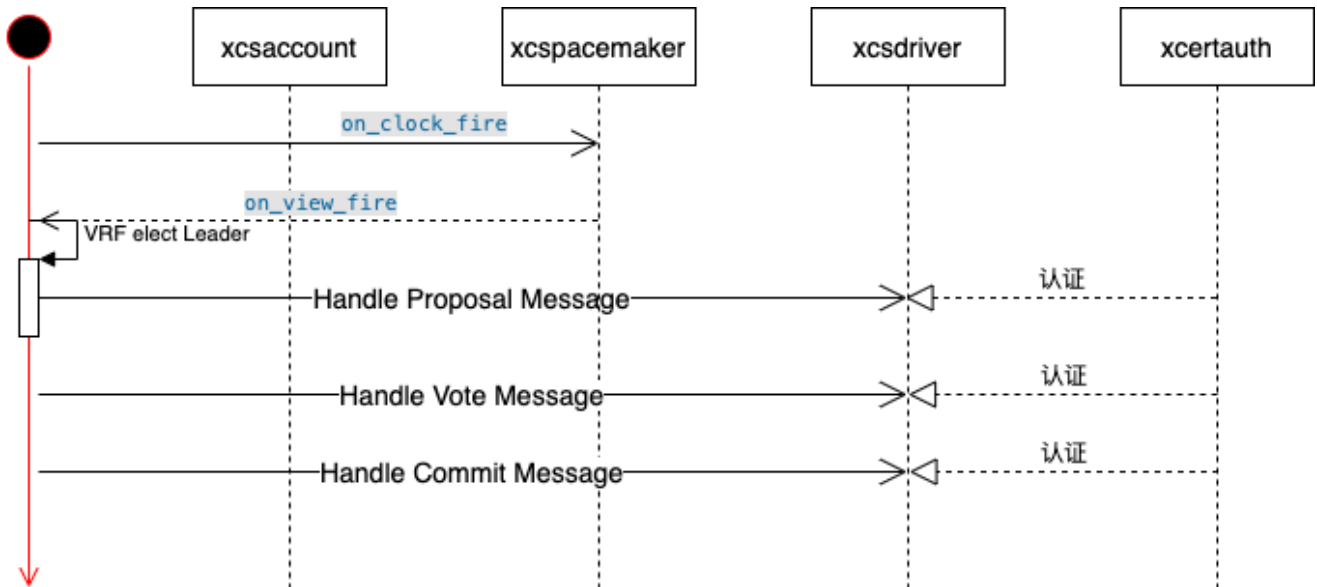 xcsaccount
xcspacemaker
xcsdriver
xcertauth
on_clock_fire
on_view_fire
VRF elect Leader
认证
Handle Proposal Message
认证
Handle Vote Message
认证
Handle Commit Message